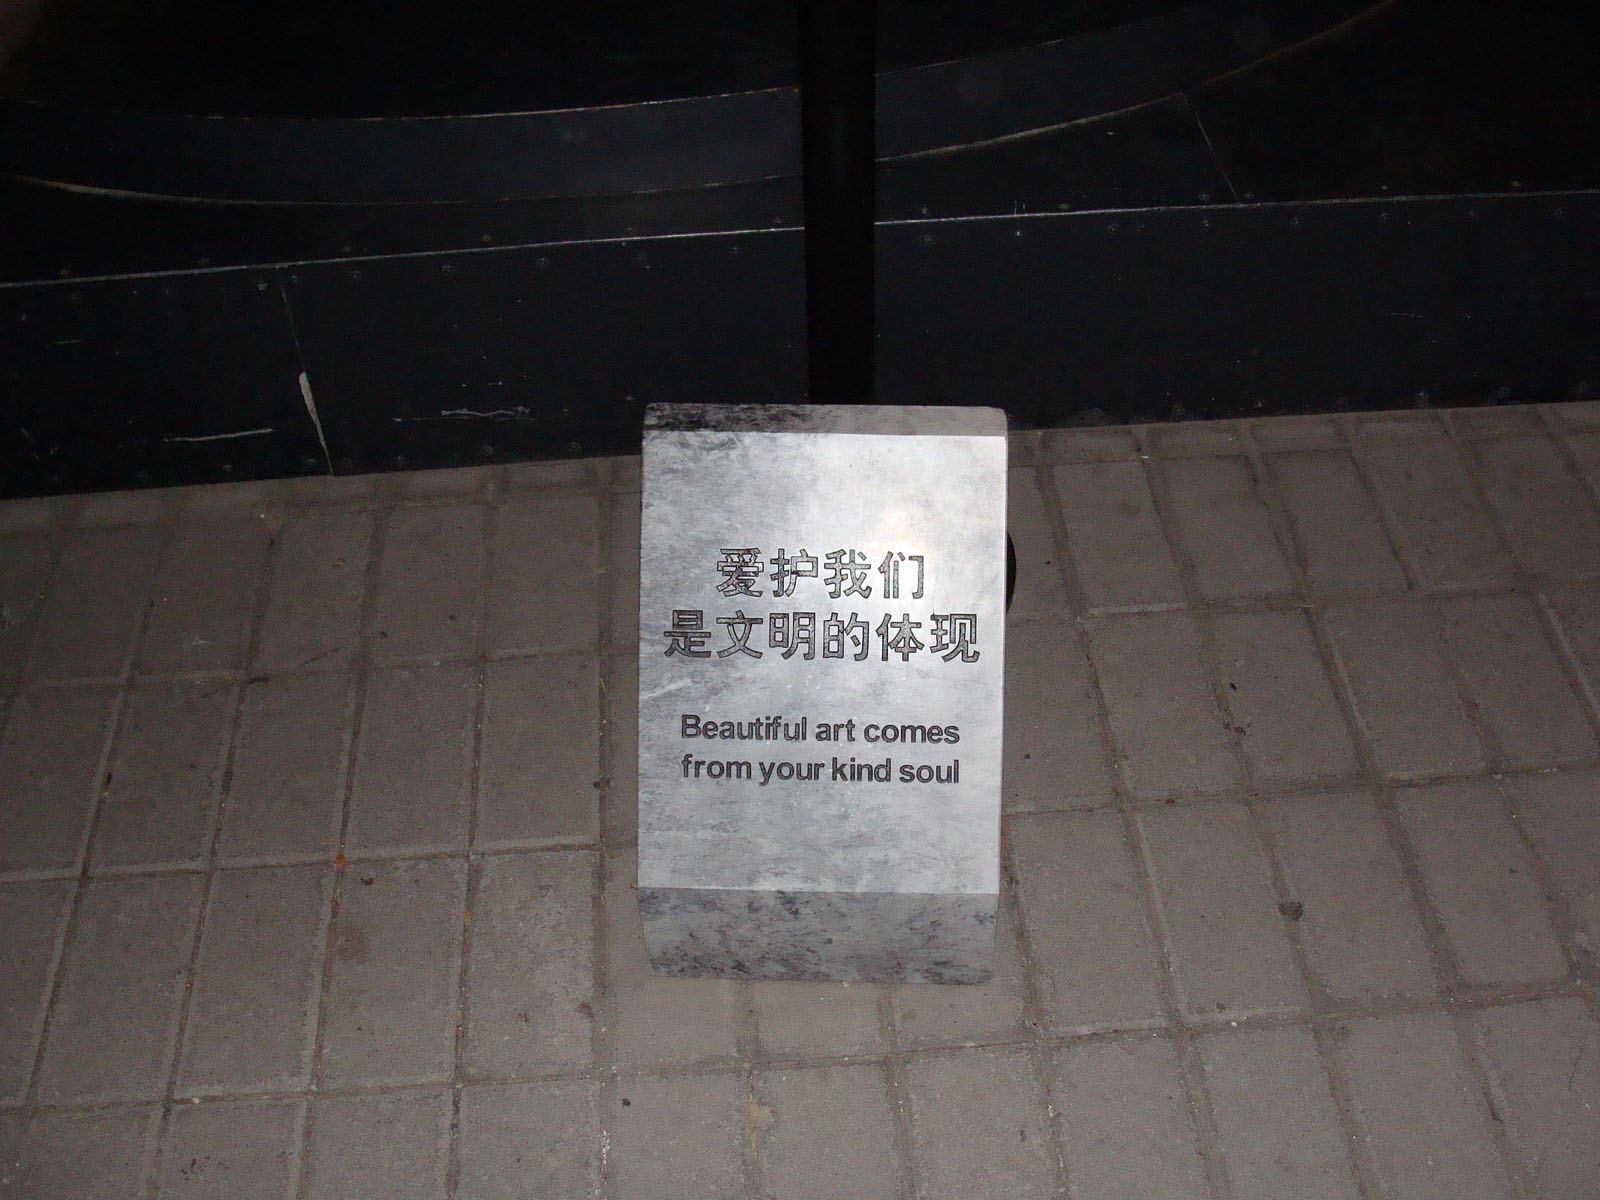 爱护我们
是文明的体现
Beautiful art comes
from your kind soul